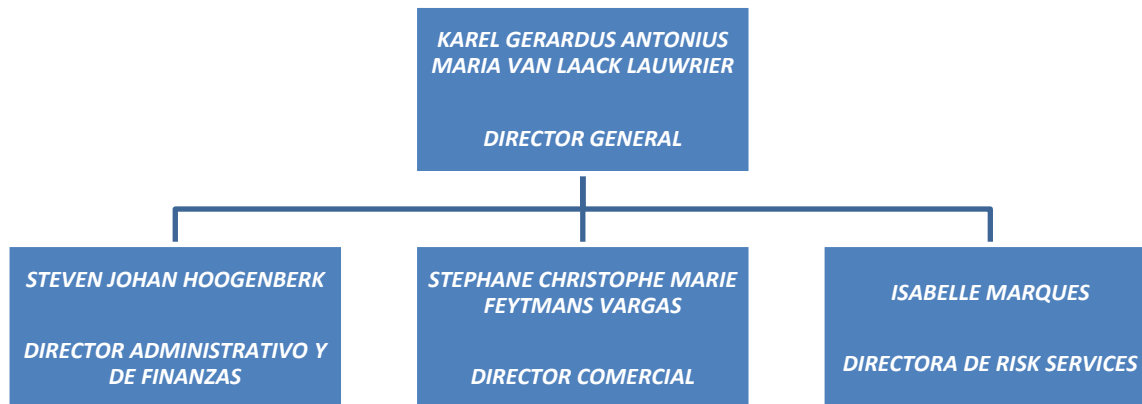 KAREL GERARDUS ANTONIUS
MARIA VAN LAACK LAUWRIER
DIRECTOR GENERAL
STEVEN JOHAN HOOGENBERK
DIRECTOR ADMINISTRATIVO Y
DE FINANZAS
STEPHANE CHRISTOPHE MARIE
FEYTMANS VARGAS
DIRECTOR COMERCIAL
ISABELLE MARQUES
DIRECTORA DE RISK SERVICES